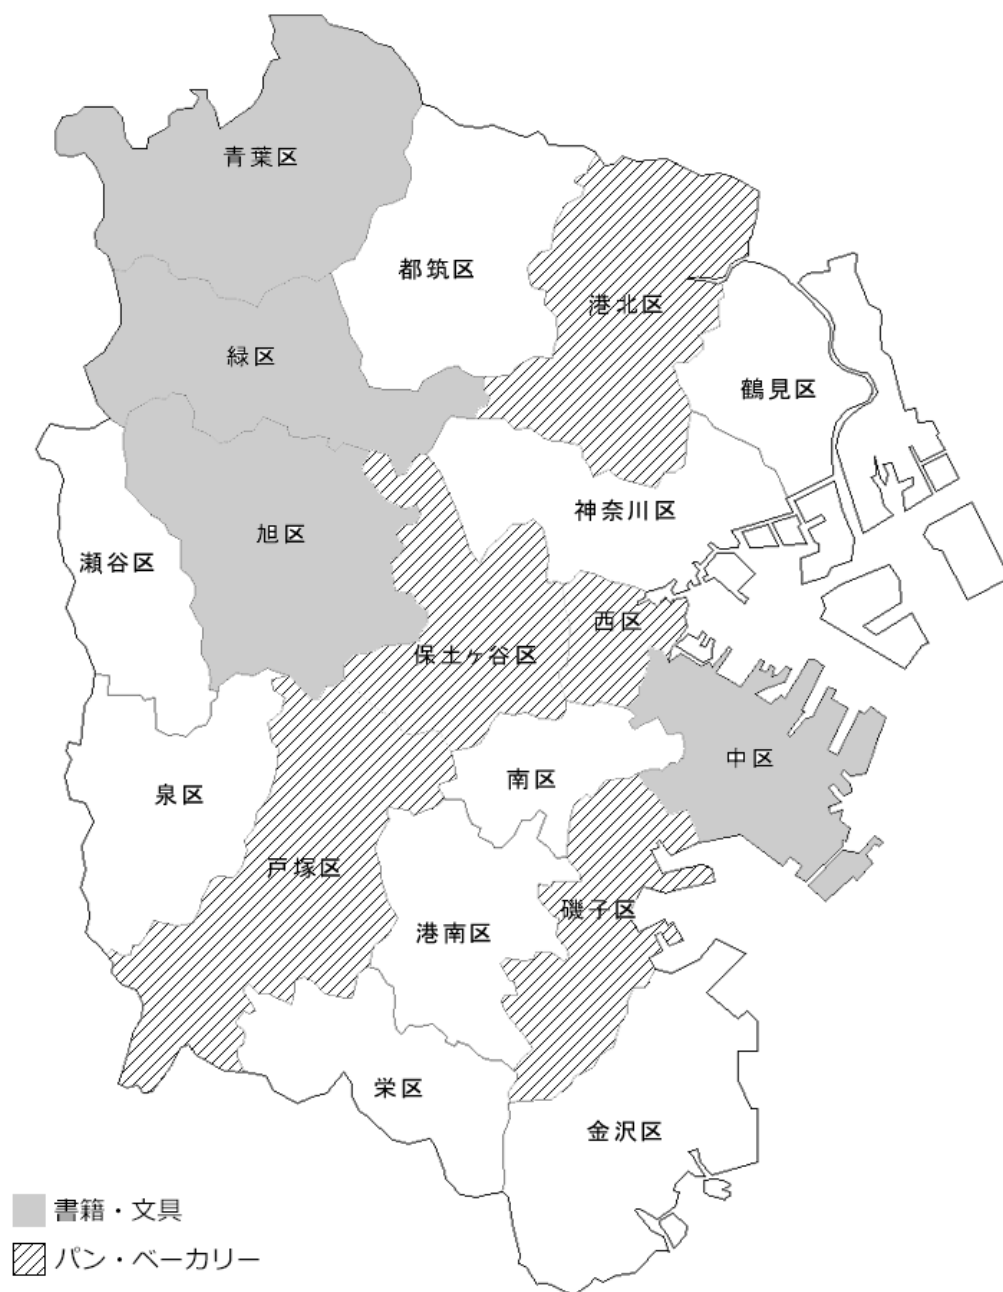 青葉区
都筑区
港北区
緑区
鶴見区
神奈川区
旭区
瀬谷区
西区
保土ヶ谷区
中区
南区
泉区
戸塚区
磯子区
港南区
栄区
金沢区
書籍・文具
パン・ベーカリー